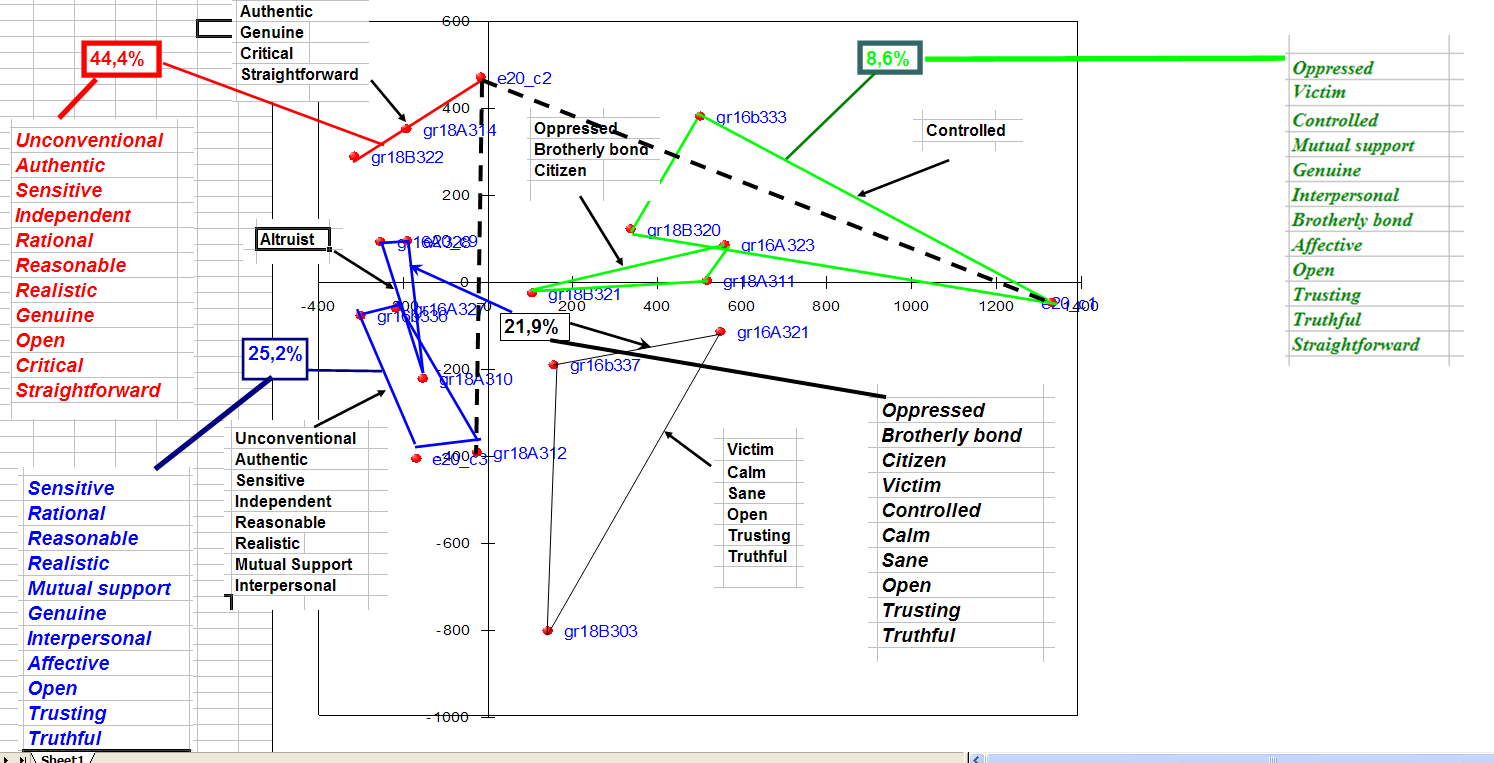 Authentic
Genuine
Critical
Straightforward
44,4%
Unconventional
Authentic
Sensitive
Independent
Rational
Reasonable
Realistic
Genuine
Open
Critical
Straightforward
8,6%
Oppressed
Victim
Controlled
Mutual support
Genuine
Interpersonal
Brotherly bond
Affective
Open
Trusting
Truthful
Straightforward
600
400
200
0
-200
-400
-600
-800
-1000
-400
200
400
600
800
1000
1200
1400
e20_c2
gr18A314
gr18B322
gr16b333
Oppressed
Brotherly bond
Citizen
Controlled
gr18B320
gr16A323
gr18A311
gr18B321
e20_c1
Altruist
gr16A328
e20_c9
gr16A327
gr16b336
gr18A310
gr18A312
e20_c3
21,9%
gr16A321
gr16b337
gr18B303
25,2%
Sensitive
Rational
Reasonable
Realistic
Mutual support
Genuine
Interpersonal
Affective
Open
Trusting
Truthful
Unconventional
Authentic
Sensitive
Independent
Reasonable
Realistic
Mutual Support
Interpersonal
Victim
Calm
Sane
Open
Trusting
Truthful
Oppressed
Brotherly bond
Citizen
Victim
Controlled
Calm
Sane
Open
Trusting
Truthful
Sheet1